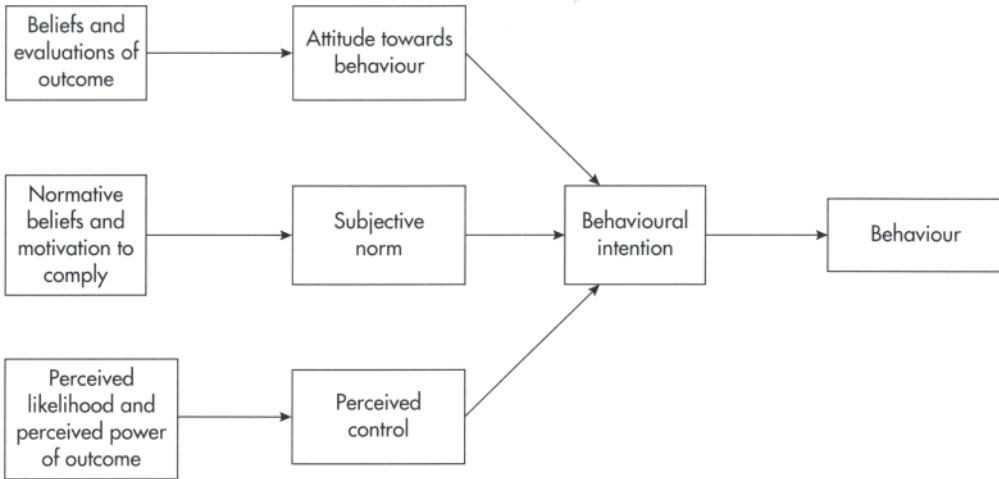 Beliefs and
evaluations of
outcome
Attitude towards
behaviour
Normative
beliefs and
motivation to
comply
Subjective
norm
Behavioural
intention
Behaviour
Perceived
likelihood and
perceived power
of outcome
Perceived
control